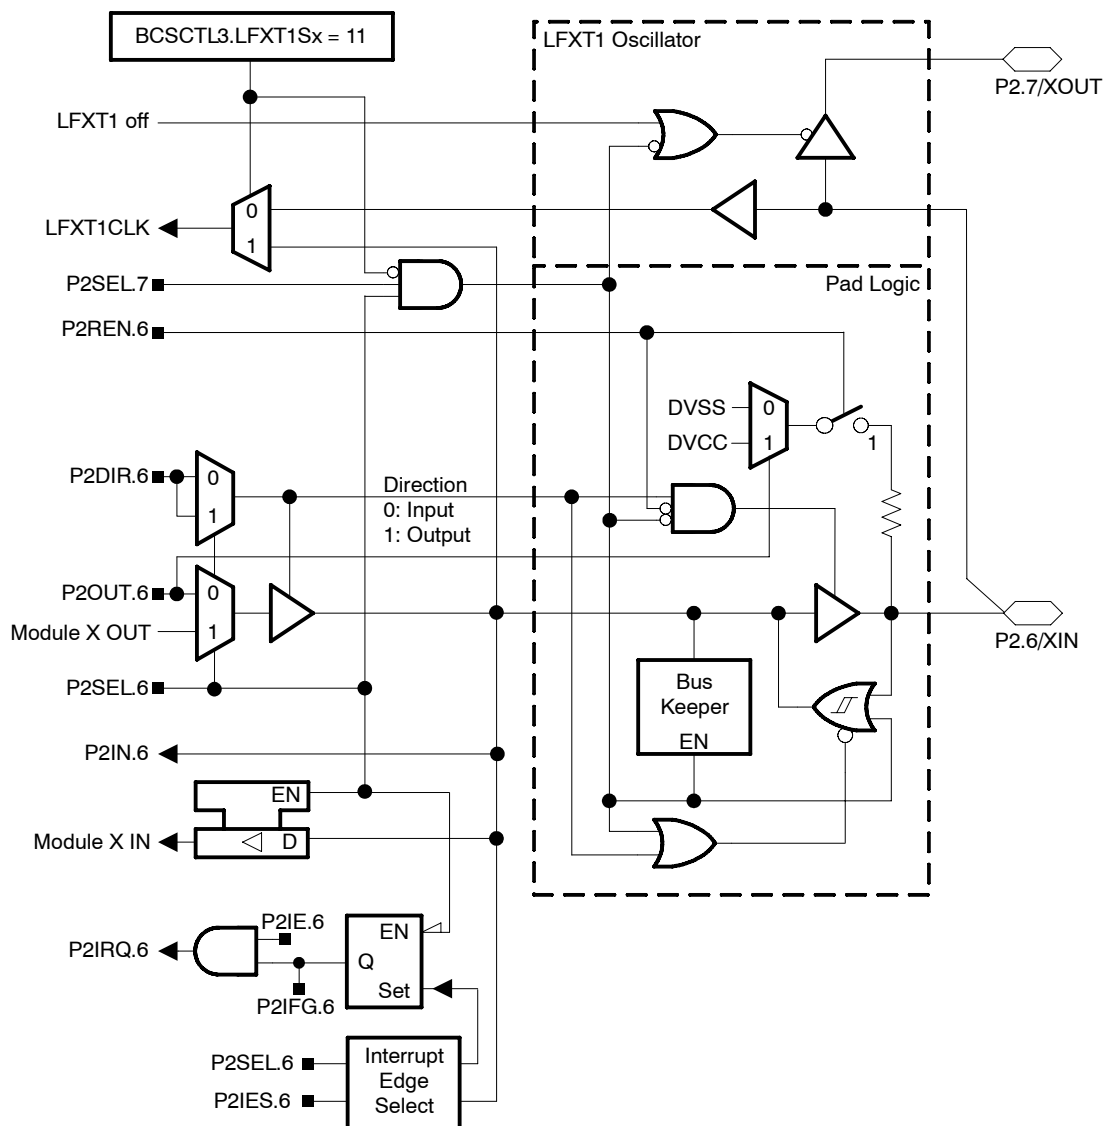 BCSCTL3.LFXT1Sx = 11
LFXT1 Oscillator
P2.7/XOUT
LFXT1 off
0
LFXT1CLK
1
P2SEL.7
Pad Logic
P2REN.6
DVSS
0
DVCC
1
1
P2DIR.6
0
1
Direction
0: Input
1: Output
P2OUT.6
0
Module X OUT
1
P2.6/XIN
P2SEL.6
Bus
Keeper
EN
P2IN.6
EN
Module X IN
D
P2IE.6
EN
P2IRQ.6
Q
Set
P2IFG.6
P2SEL.6
P2IES.6
Interrupt
Edge
Select